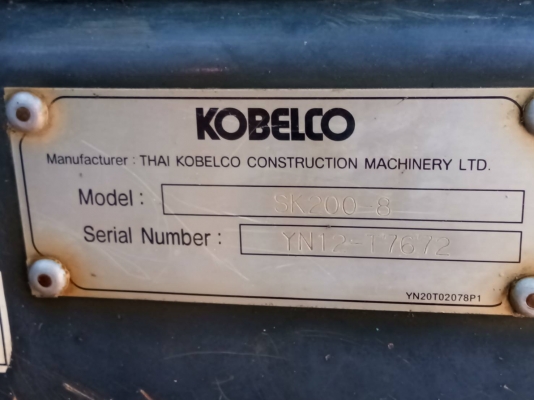 KOBELCO
Manufacturer : THAI KOBELCO CONSTRUCTION MACHINERY LTD.
Model : SK200-8
Serial Number : YN12-T7672
YN20T02078P1